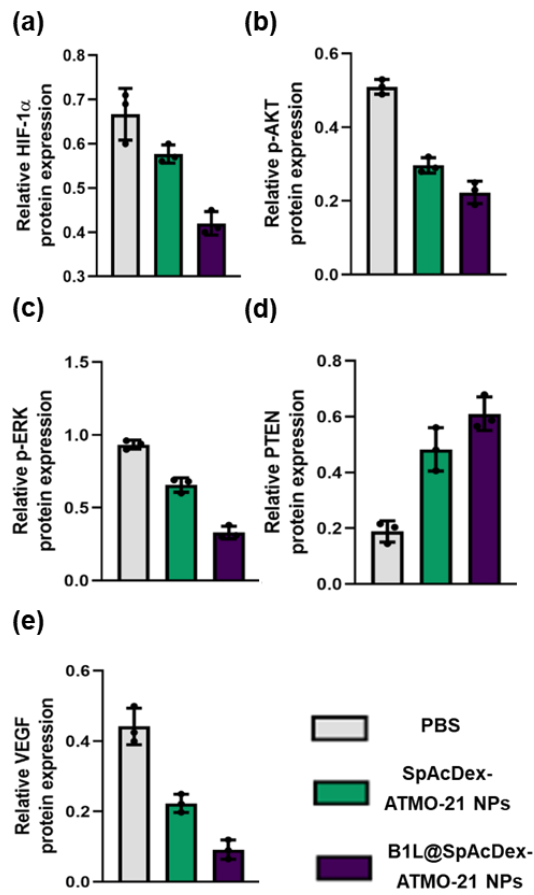 (a)
Relative HIF-1α
protein expression
0.8
0.7
0.6
0.5
0.4
0.3
(b)
Relative p-AKT
protein expression
0.6
0.4
0.2
0.0
(c)
Relative p-ERK
protein expression
1.5
1.0
0.5
0.0
(d)
Relative PTEN
protein expression
0.8
0.6
0.4
0.2
0.0
(e)
Relative VEGF
protein expression
0.6
0.4
0.2
0.0
PBS
SpAcDex-
ATMO-21 NPs
B1L@SpAcDex-
ATMO-21 NPs